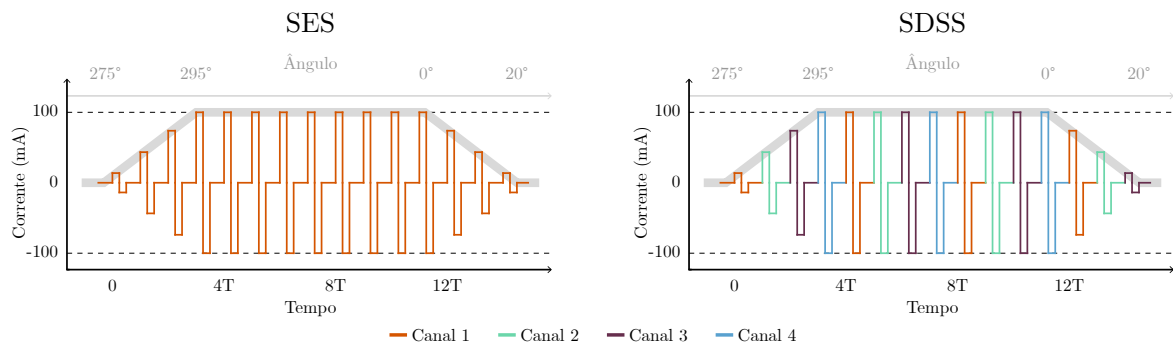 SES
Ângulo
275° 295° 0° 20°
100
0
-100
Corrente (mA)
0 4T 8T 12T
Tempo
SDSS
Ângulo
275° 295° 0° 20°
100
0
-100
Corrente (mA)
0 4T 8T 12T
Tempo
Canal 1 Canal 2 Canal 3 Canal 4